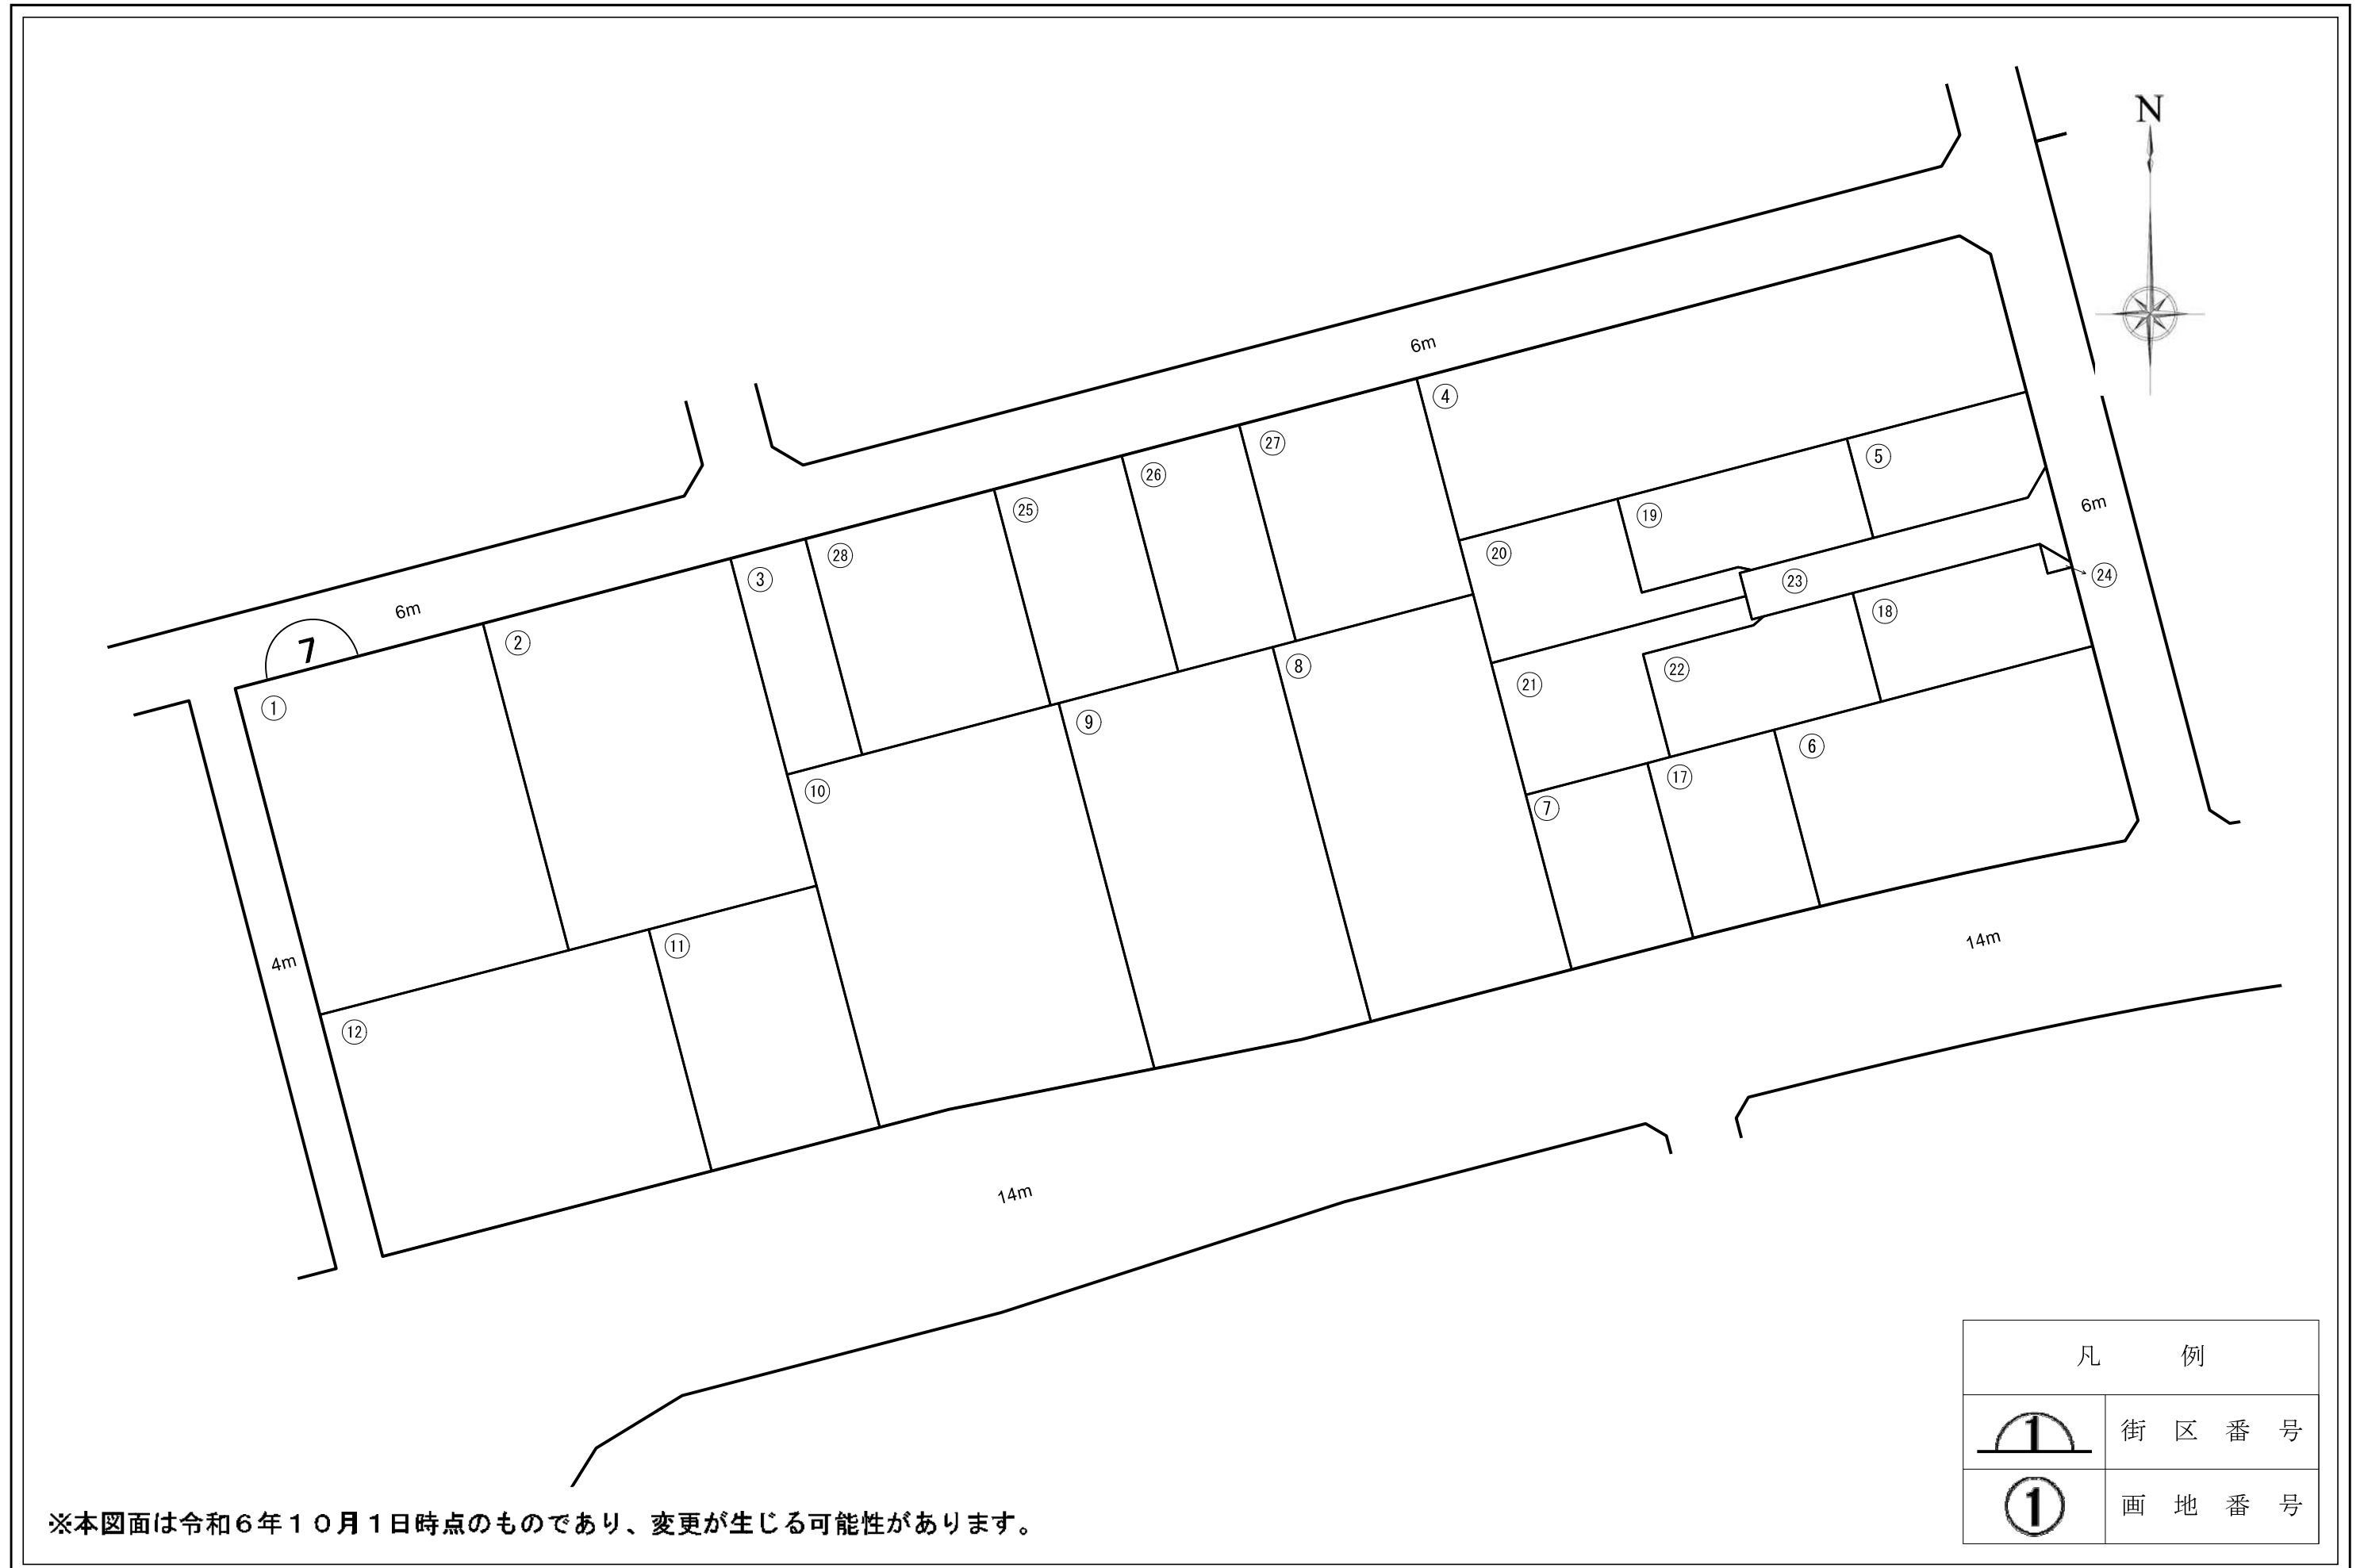 N
6m
④
㉗
⑤
㉖
6m
㉕
⑲
⑳
㉘
㉔
③
㉓
6m
⑱
②
7
⑧
㉒
㉑
①
⑨
⑥
⑰
⑩
⑦
⑪
14m
4m
⑫
14m
凡 例
1 街 区 番 号
① 画 地 番 号
※本図面は令和６年１０月１日時点のものであり、変更が生じる可能性があります。